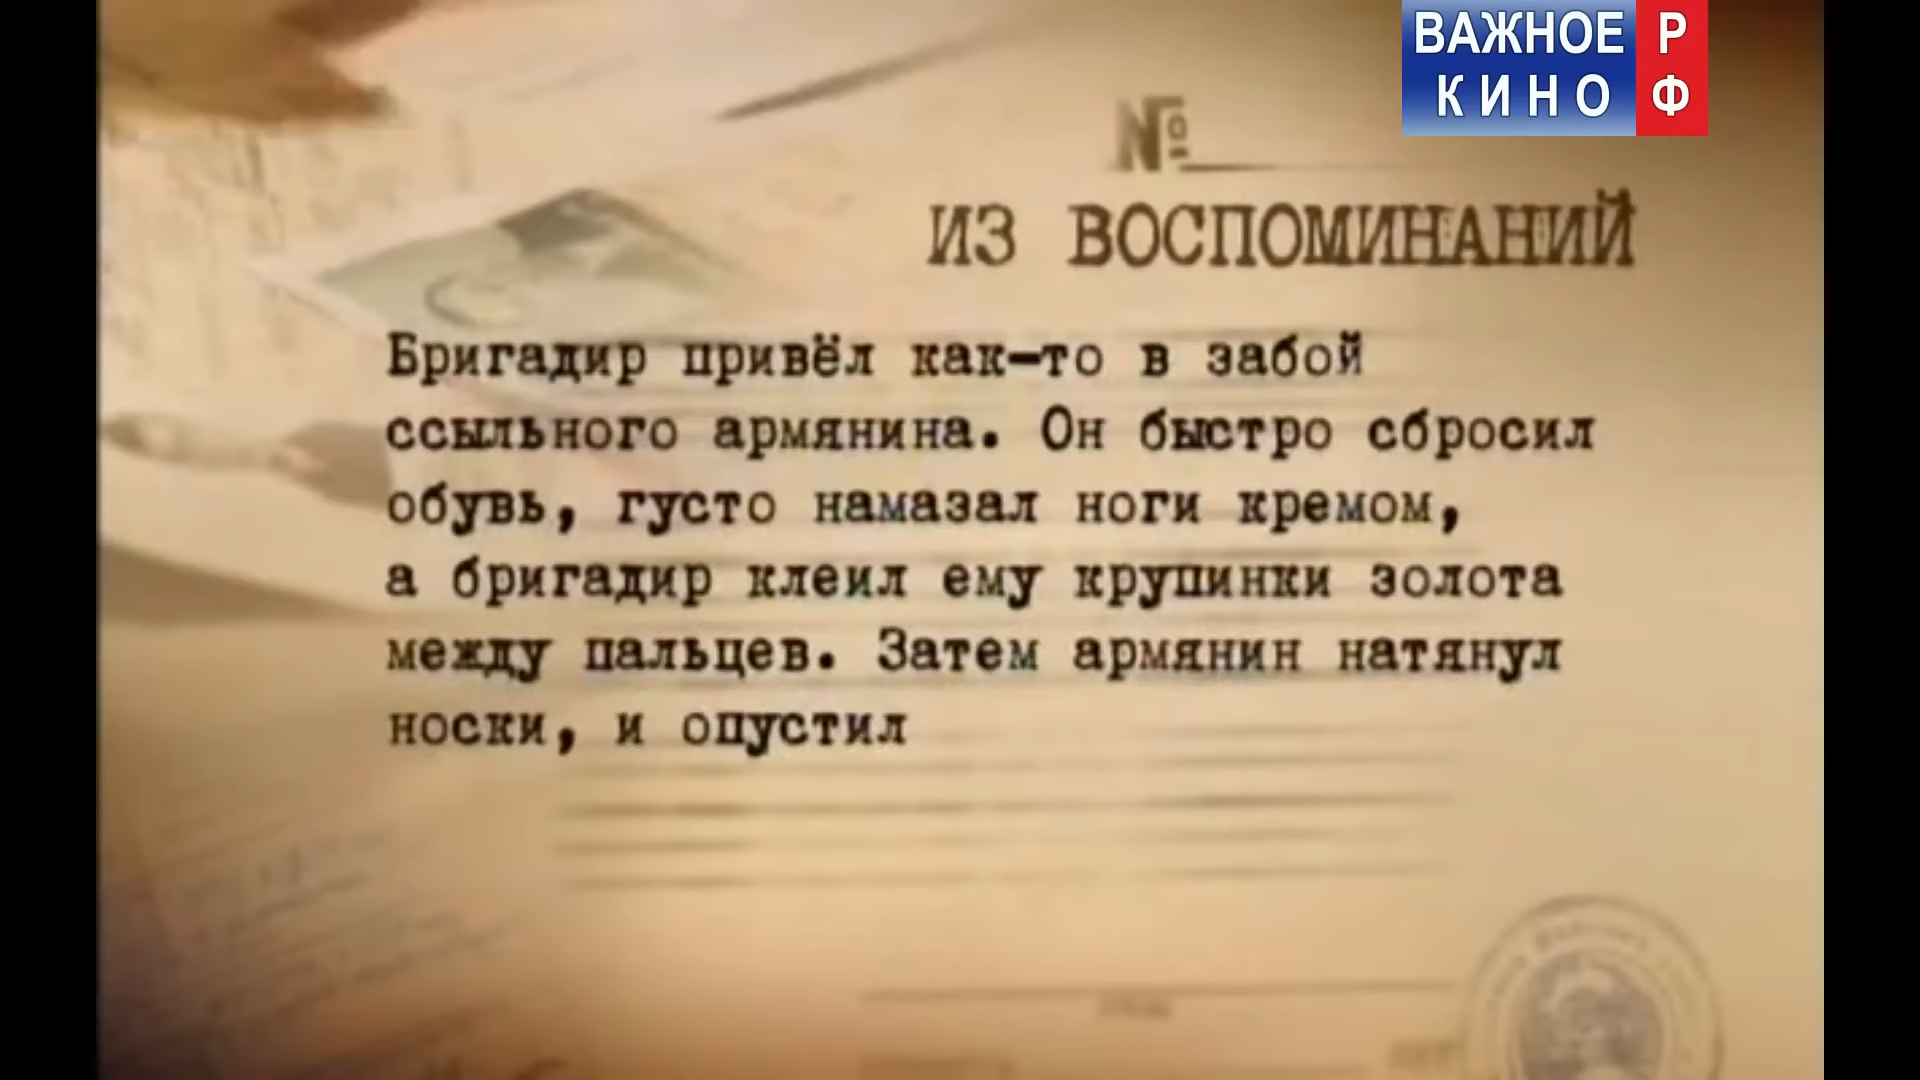 ВАЖНОЕ РФ
КИНО
№
ИЗ ВОСПОМИНАНИЙ
Бригадир привёл как-то в забой
ссыльного армянина. Он быстро сбросил
обувь, густо намазал ноги кремом,
а бригадир клеил ему крупинки золота
между пальцев. Затем армянин натянул
носки, и опустил